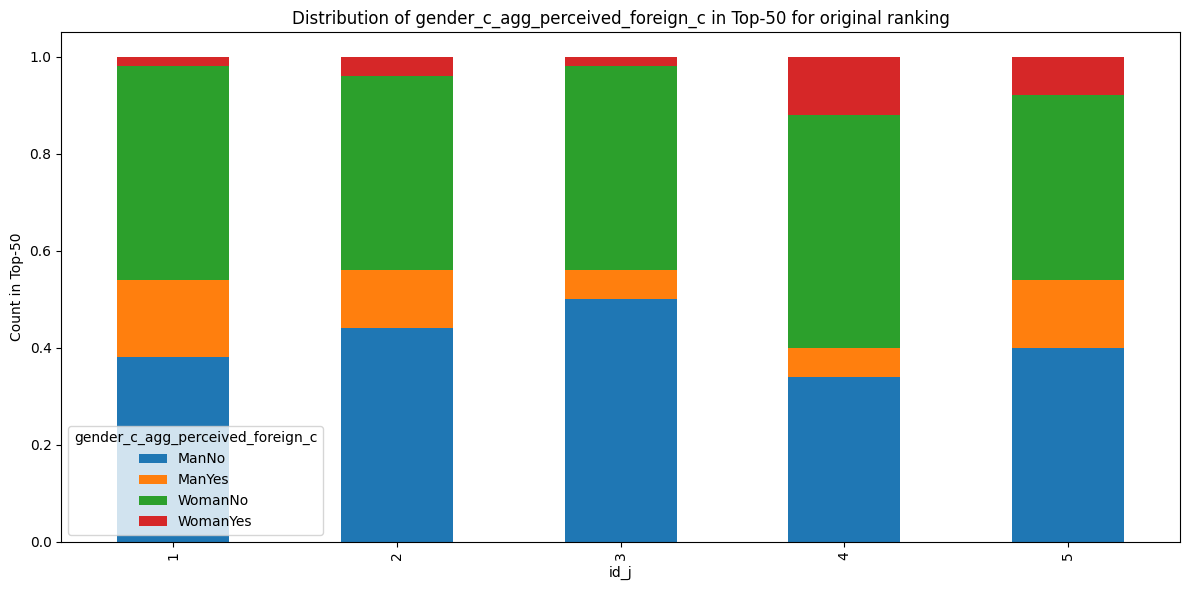 Distribution of gender_c_agg_perceived_foreign_c in Top-50 for original ranking
Count in Top-50
1.0
0.8
0.6
0.4
0.2
0.0
gender_c_agg_perceived_foreign_c
ManNo
ManYes
WomanNo
WomanYes
1
2
3
4
5
id_j